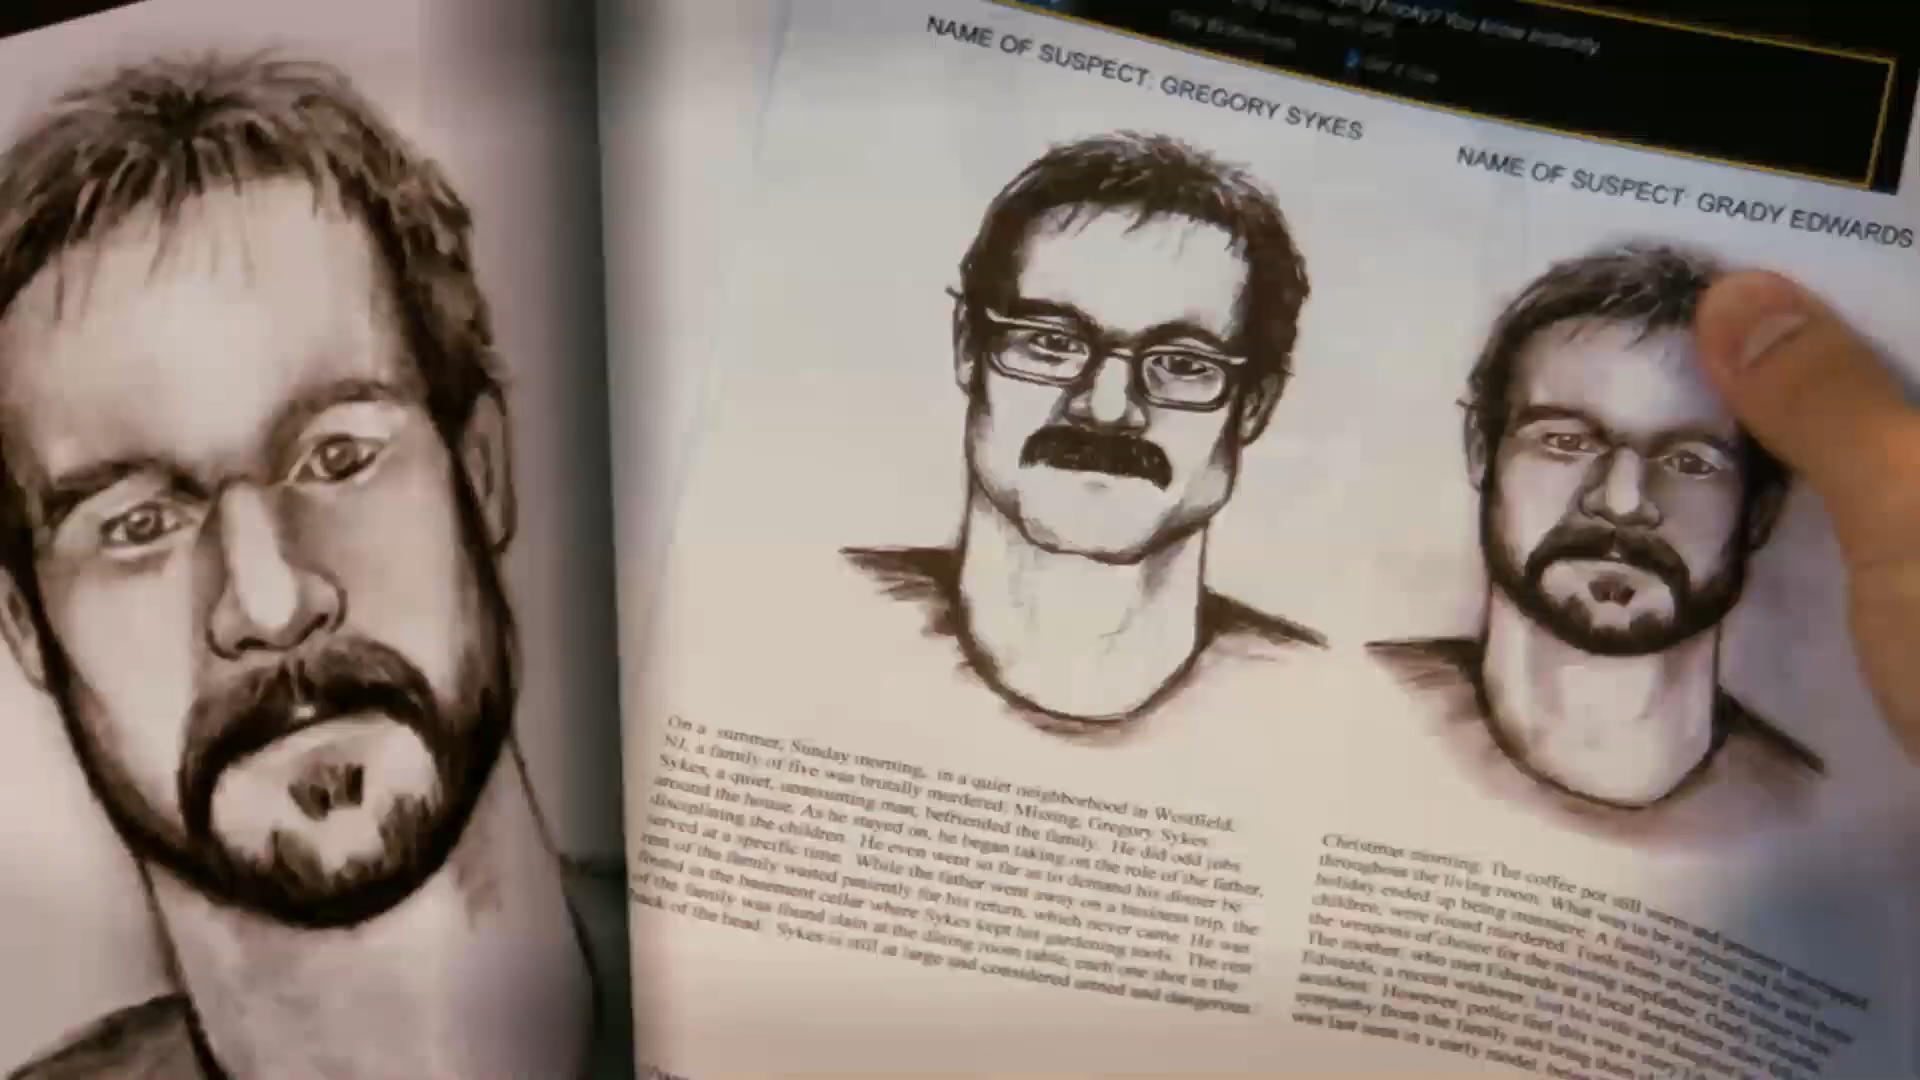 You know instantly.
NAME OF SUSPECT: GREGORY SYKES
NAME OF SUSPECT: GRADY EDWARDS
On a summer, Sunday morning, in a quiet neighborhood in Westfield,
NJ, a family of five was brutally murdered. Missing, Gregory Sykes.
Sykes, a quiet, unassuming man, befriended the family. He did odd jobs
around the house. As he stayed on, he began taking on the role of the father,
disciplining the children. He even went so far as to demand his dinner be
served at a specific time. While the father went away on a business trip, the
rest of the family waited patiently for his return, which never came. He was
found in the basement cellar where Sykes kept his gardening tools. The rest
of the family was found slain at the dining room table, each one shot in the
back of the head. Sykes is still at large and considered armed and dangerous.
Christmas morning. The coffee pot still warm and presents unwrapped
throughout the living room. What was to be a joyous and
holiday ended up being massacre. A family of four, mother and three
children, were found murdered. Tools from around the house were
the weapons of choice for the missing stepfather, Grady Edwards.
The mother, who met Edwards at a local department store
Edwards, a recent widower, lost his wife and daughter
accident. However, police feel this was a story
sympathy from the family and bring them
was last seen in a early model,